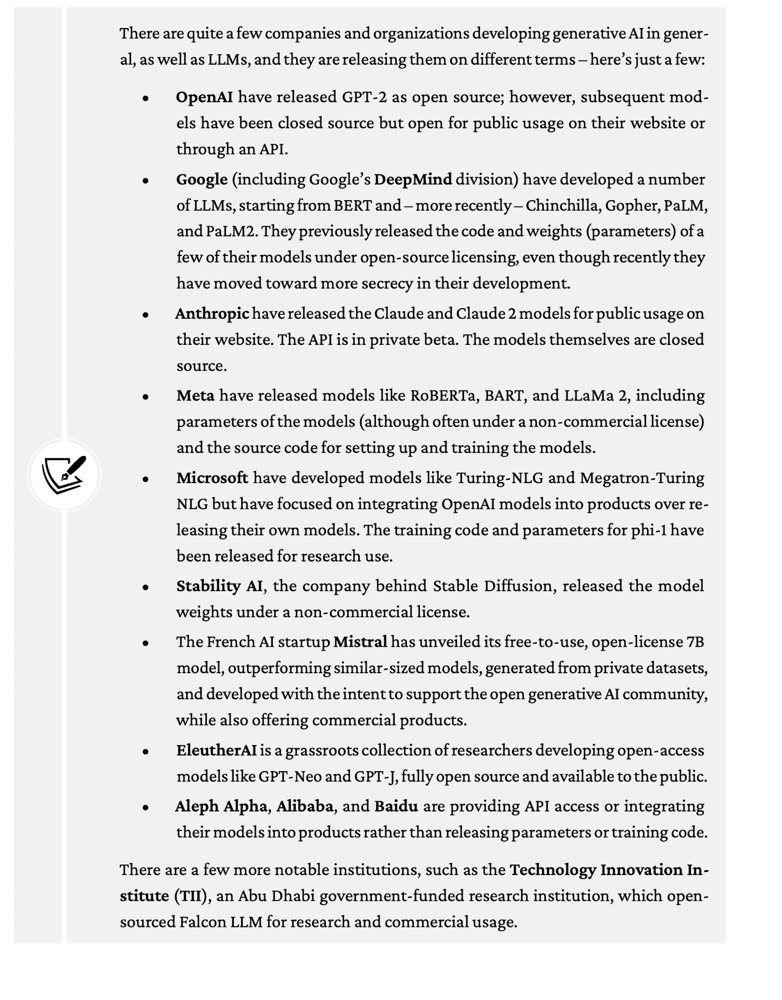 There are quite a few companies and organizations developing generative AI in gener-
al, as well as LLMs, and they are releasing them on different terms – here’s just a few:
• OpenAI have released GPT-2 as open source; however, subsequent mod-
els have been closed source but open for public usage on their website or
through an API.
• Google (including Google’s DeepMind division) have developed a number
of LLMs, starting from BERT and – more recently – Chinchilla, Gopher, PaLM,
and PaLM2. They previously released the code and weights (parameters) of a
few of their models under open-source licensing, even though recently they
have moved toward more secrecy in their development.
• Anthropic have released the Claude and Claude 2 models for public usage on
their website. The API is in private beta. The models themselves are closed
source.
• Meta have released models like RoBERTa, BART, and LLaMa 2, including
parameters of the models (although often under a non-commercial license)
and the source code for setting up and training the models.
• Microsoft have developed models like Turing-NLG and Megatron-Turing
NLG but have focused on integrating OpenAI models into products over re-
leasing their own models. The training code and parameters for phi-1 have
been released for research use.
• Stability AI, the company behind Stable Diffusion, released the model
weights under a non-commercial license.
• The French AI startup Mistral has unveiled its free-to-use, open-license 7B
model, outperforming similar-sized models, generated from private datasets,
and developed with the intent to support the open generative AI community,
while also offering commercial products.
• EleutherAI is a grassroots collection of researchers developing open-access
models like GPT-Neo and GPT-J, fully open source and available to the public.
• Aleph Alpha, Alibaba, and Baidu are providing API access or integrating
their models into products rather than releasing parameters or training code.
There are a few more notable institutions, such as the Technology Innovation In-
stitute (TII), an Abu Dhabi government-funded research institution, which open-
sourced Falcon LLM for research and commercial usage.